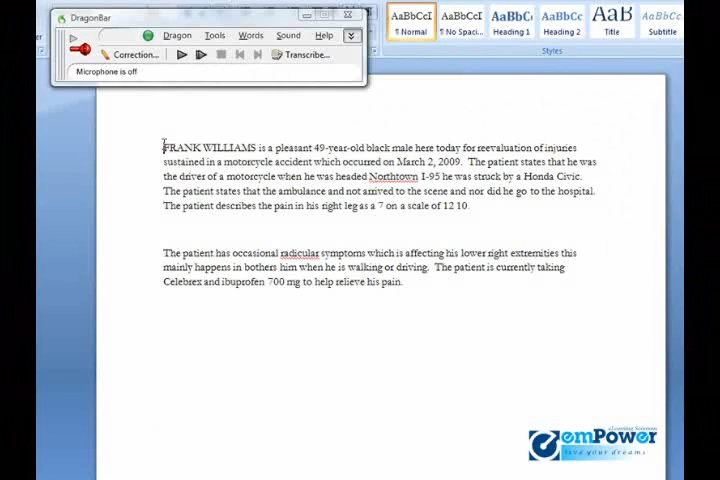 DragonBar
Dragon Tools Words Sound Help
Correction... Transcribe...
Microphone is off
AaBbCcI AaBbCcI AaBbC AaBbCc AaB AaBbCc.
¶ Normal ¶ No Spaci... Heading 1 Heading 2 Title Subtitle
Styles
FRANK WILLIAMS is a pleasant 49-year-old black male here today for reevaluation of injuries
sustained in a motorcycle accident which occurred on March 2, 2009. The patient states that he was
the driver of a motorcycle when he was headed Northtown I-95 he was struck by a Honda Civic.
The patient states that the ambulance and not arrived to the scene and nor did he go to the hospital.
The patient describes the pain in his right leg as a 7 on a scale of 12 10.
The patient has occasional radicular symptoms which is affecting his lower right extremities this
mainly happens in bothers him when he is walking or driving. The patient is currently taking
Celebrex and ibuprofen 700 mg to help relieve his pain.
eLearning Solutions
emPower
live your dreams